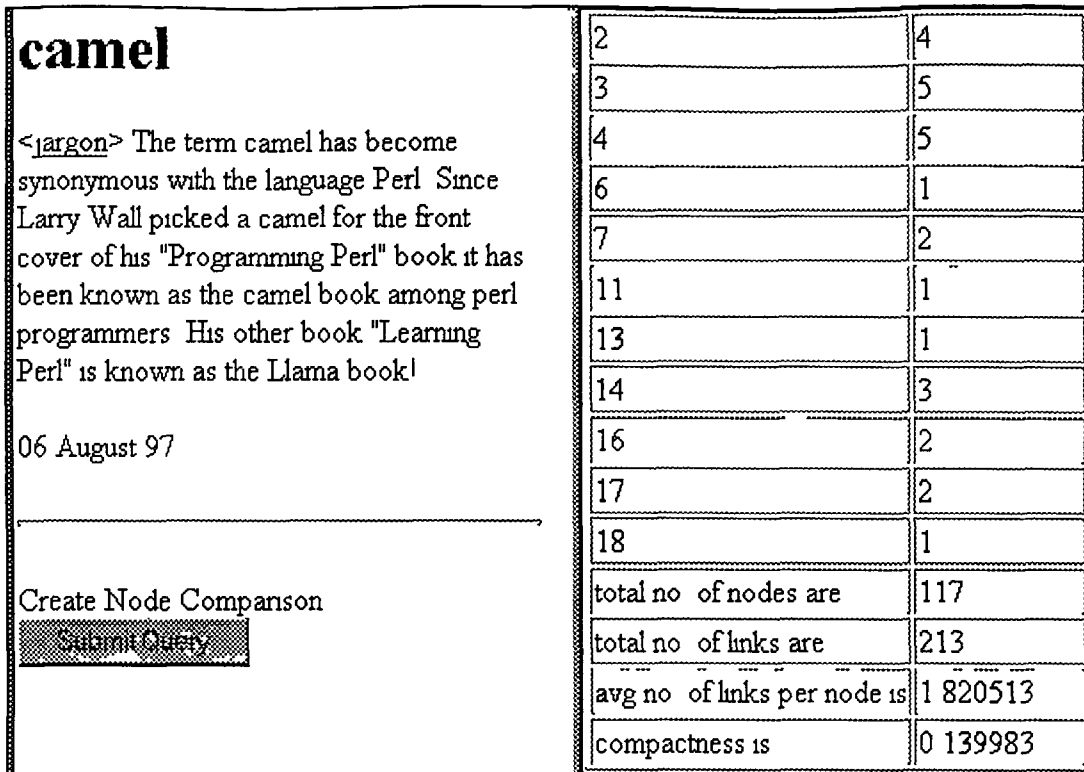 camel
<jargon> The term camel has become
synonymous with the language Perl Since
Larry Wall picked a camel for the front
cover of his "Programming Perl" book it has
been known as the camel book among perl
programmers His other book "Learning
Perl" is known as the Llama book!
06 August 97
Create Node Comparison
Submit Query
2 4
3 5
4 5
6 1
7 2
11 1
13 1
14 3
16 2
17 2
18 1
total no of nodes are 117
total no of links are 213
avg no of links per node is 1 820513
compactness is 0 139983